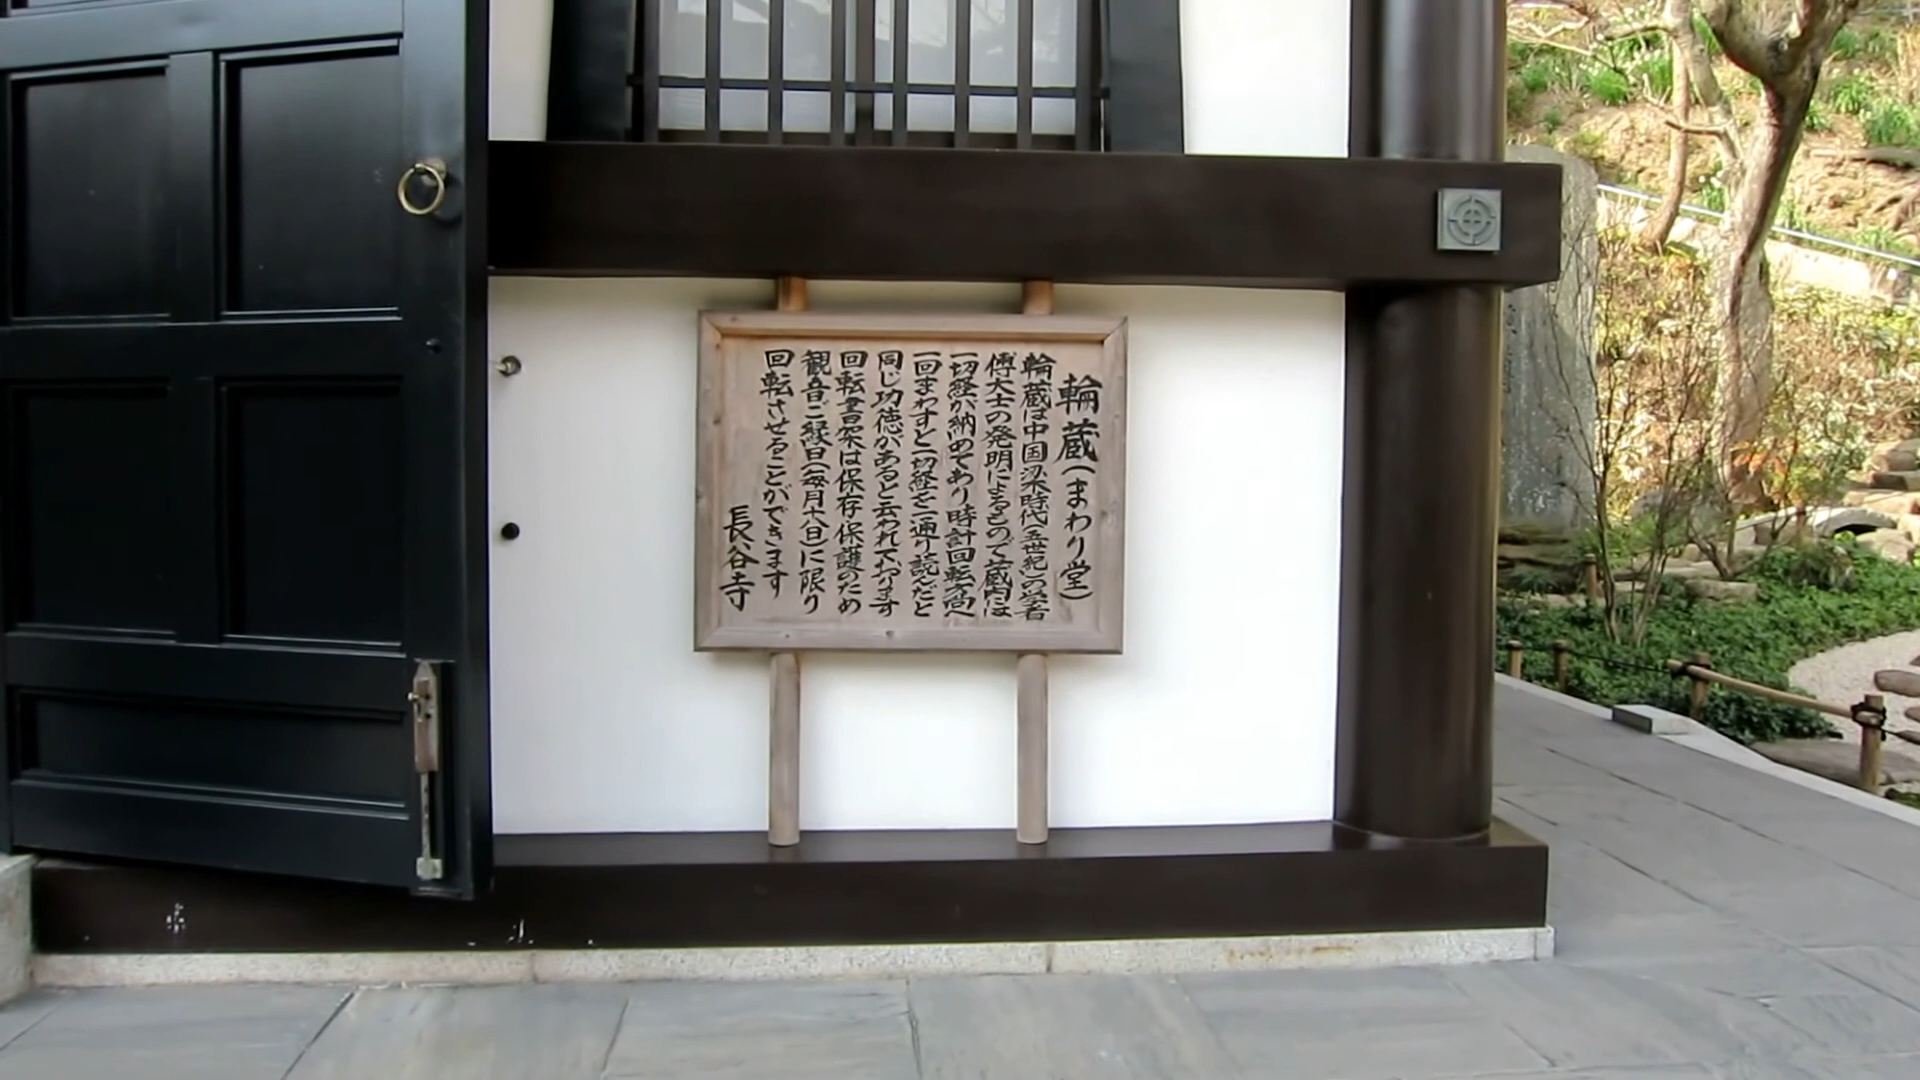 輪蔵(まわり堂)
輪蔵は中国梁時代(五世紀)の学者
傅大士の発明によるもので蔵内には
一切経が納めてあり時計回転方向へ
一回まわすと一切経を一通り読んだと
同じ功徳があると云われております
回転書架は保存保護のため
観音ご縁日(毎月十八日)に限り
回転させることができます
長谷寺